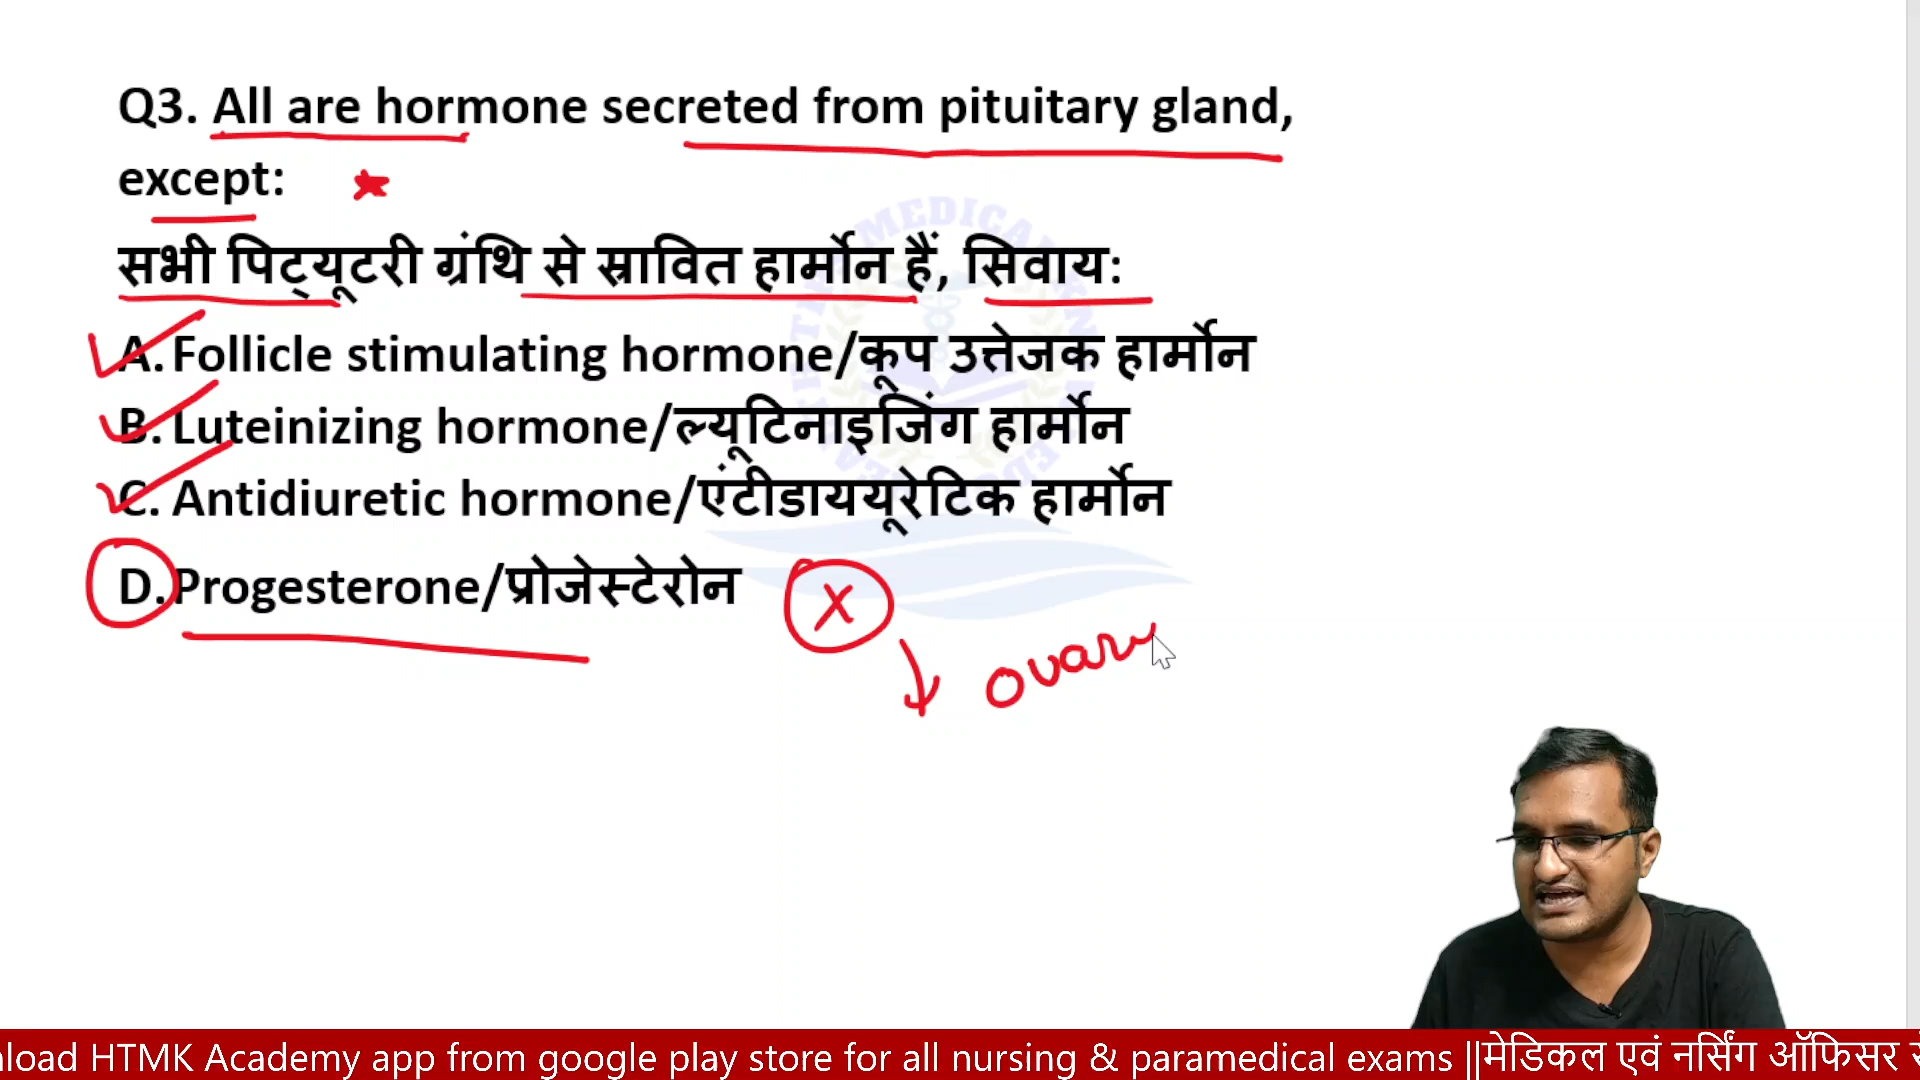 Q3. All are hormone secreted from pituitary gland,
except:
सभी पिट्यूटरी ग्रंथि से स्रावित हार्मोन हैं, सिवाय:
A. Follicle stimulating hormone/कूप उत्तेजक हार्मोन
B. Luteinizing hormone/ल्यूटिनाइजिंग हार्मोन
C. Antidiuretic hormone/एंटीडाययूरेटिक हार्मोन
D. Progesterone/प्रोजेस्टेरोन
X
ovary
nload HTMK Academy app from google play store for all nursing & paramedical exams ||मेडिकल एवं नर्सिंग ऑफिसर